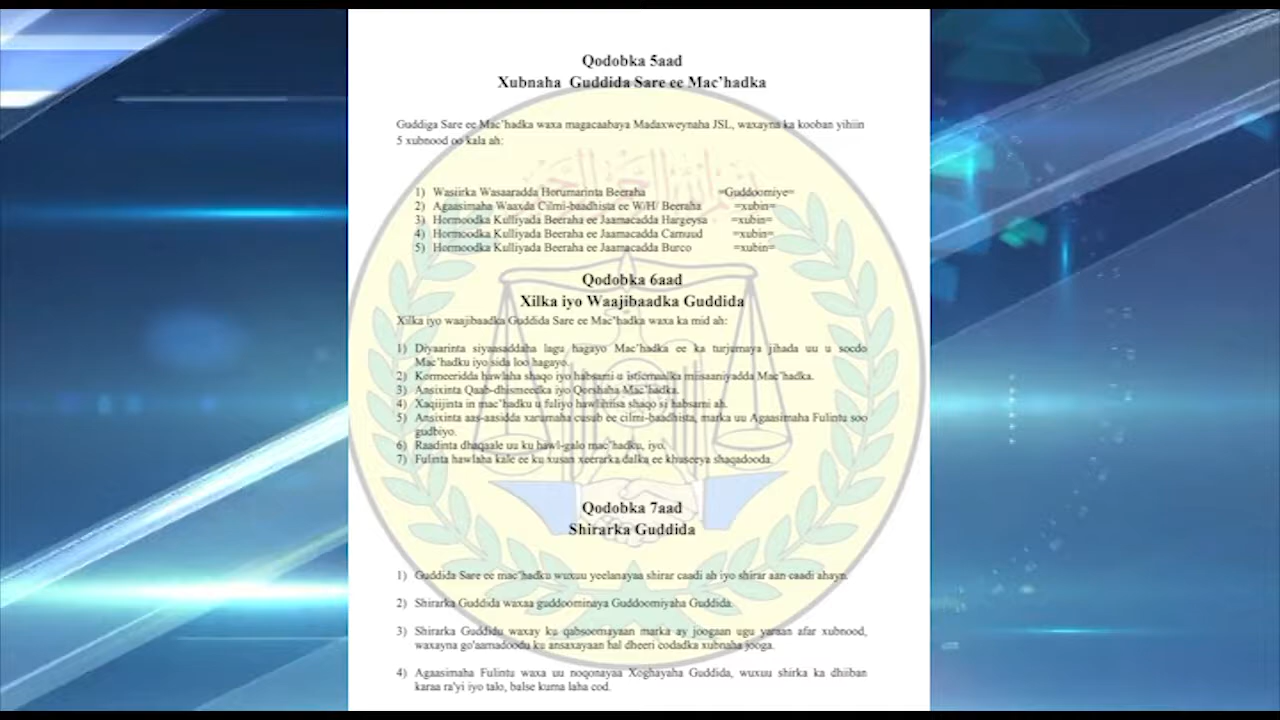 Qodobka 5aad
Xubnaha Guddida Sare ee Mac'hadka
Guddiga Sare ee Mac'hadka waxa magacaabaya Madaxweynaha JSL, waxayna ka kooban yihiin
5 xubnood oo kala ah:
1) Wasiirka Wasaaradda Horumarinta Beeraha =Guddoomiye=
2) Agaasimaha Waaxda Cilmi-baadhista ee W/H/ Beeraha =xubin=
3) Hormoodka Kulliyada Beeraha ee Jaamacadda Hargeysa =xubin=
4) Hormoodka Kulliyada Beeraha ee Jaamacadda Camuud =xubin=
5) Hormoodka Kulliyada Beeraha ee Jaamacadda Burco =xubin=
Qodobka 6aad
Xilka iyo Waajibaadka Guddida
Xilka iyo waajibaadka Guddida Sare ee Mac'hadka waxa ka mid ah:
1) Diyaarinta siyaasaddaha lagu hagayo Mac'hadka ee ka turjumaya jihada uu u socdo
Mac'hadku iyo sida loo hagayo.
2) Kormeeridda hawlaha shaqo iyo habsami u isticmaalka miisaaniyadda Mac'hadka.
3) Ansixinta Qaab-dhismeedka iyo Qorshaha Mac'hadka.
4) Xaqiijinta in mac'hadku u fuliyo hawlihiisa shaqo si habsami ah.
5) Ansixinta aas-aasidda xarumaha cusub ee cilmi-baadhista, marka uu Agaasimaha Fulintu soo
gudbiyo.
6) Raadinta dhaqaale uu ku hawl-galo mac'hadku, iyo.
7) Fulinta hawlaha kale ee ku xusan xeerarka dalka ee khuseeya shaqadooda.
Qodobka 7aad
Shirarka Guddida
1) Guddida Sare ee mac'hadku wuxuu yeelanayaa shirar caadi ah iyo shirar aan caadi ahayn.
2) Shirarka Guddida waxaa guddoominaya Guddoomiyaha Guddida.
3) Shirarka Guddidu waxay ku qabsoomayaan marka ay joogaan ugu yaraan afar xubnood,
waxayna go'aamadoodu ku ansaxayaan hal dheeri codadka xubnaha jooga.
4) Agaasimaha Fulintu waxa uu noqonayaa Xoghayaha Guddida, wuxuu shirka ka dhiiban
karaa ra'yi iyo talo, balse kuma laha cod.